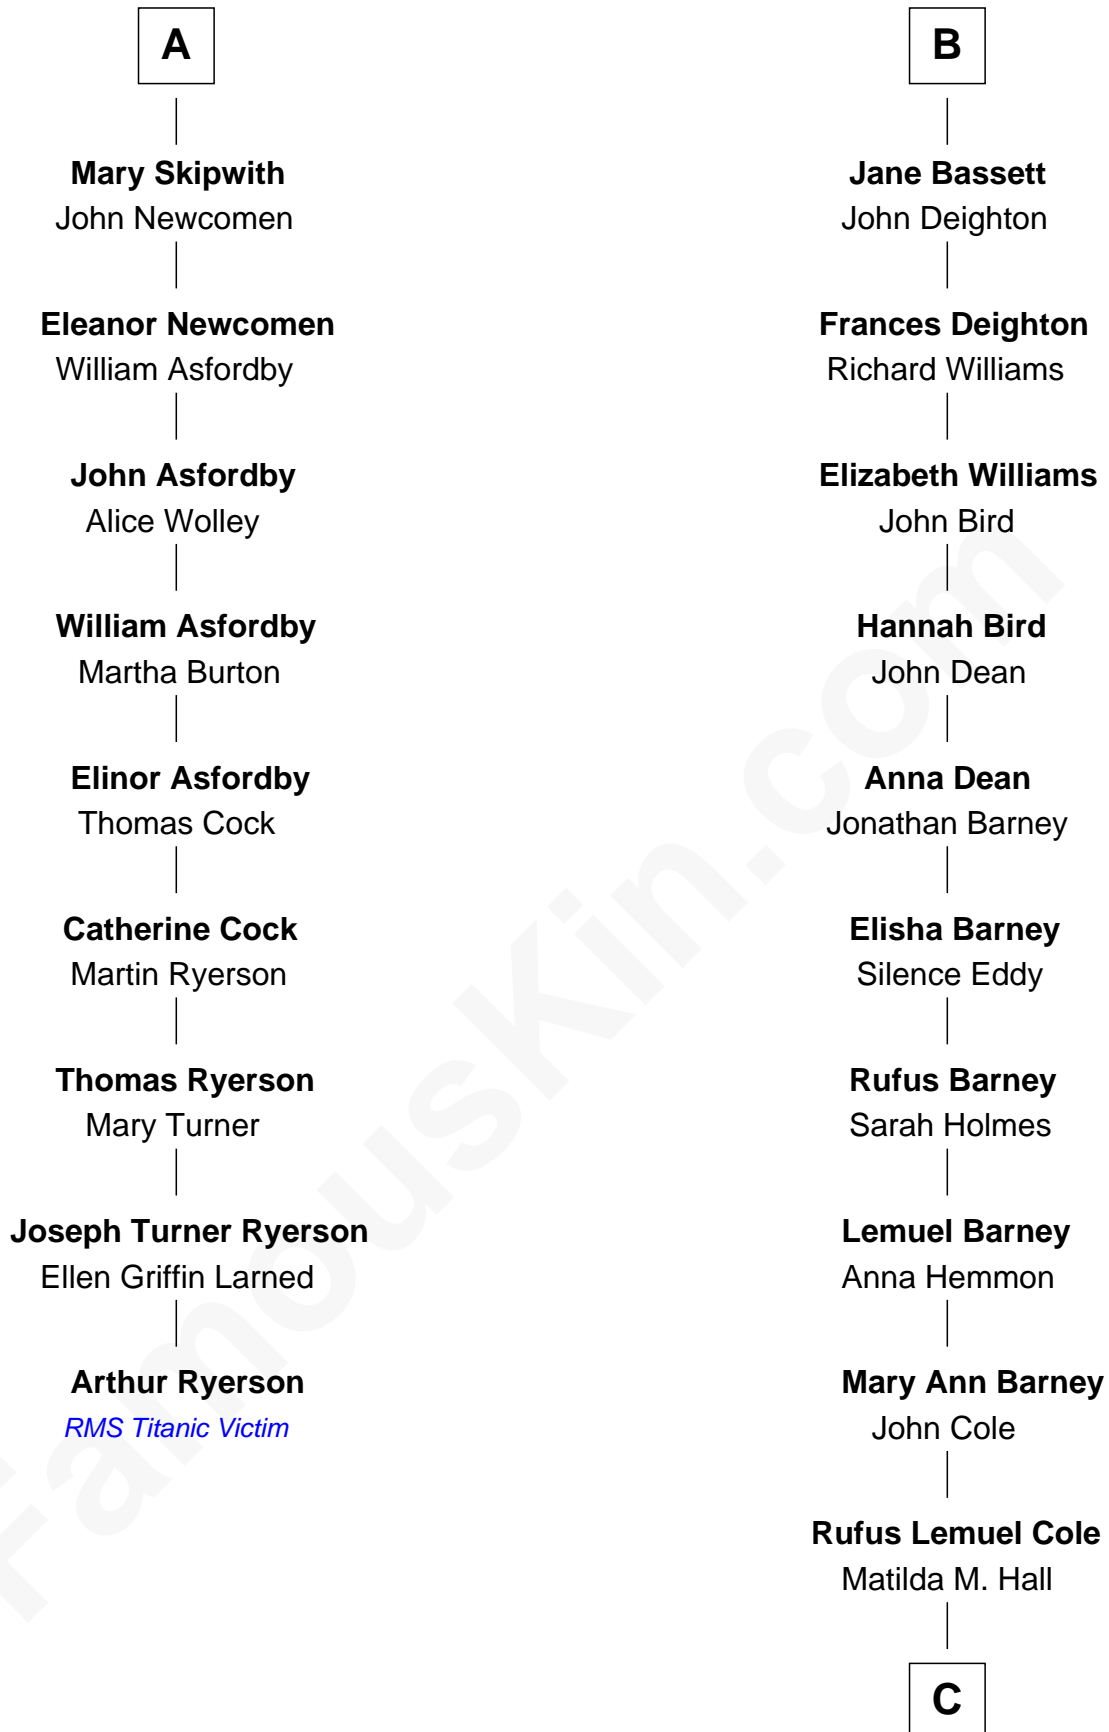 A
Mary Skipwith
John Newcomen
Eleanor Newcomen
William Asfordby
John Asfordby
Alice Wolley
William Asfordby
Martha Burton
Elinor Asfordby
Thomas Cock
Catherine Cock
Martin Ryerson
Thomas Ryerson
Mary Turner
Joseph Turner Ryerson
Ellen Griffin Larned
Arthur Ryerson
RMS Titanic Victim
B
Jane Bassett
John Deighton
Frances Deighton
Richard Williams
Elizabeth Williams
John Bird
Hannah Bird
John Dean
Anna Dean
Jonathan Barney
Elisha Barney
Silence Eddy
Rufus Barney
Sarah Holmes
Lemuel Barney
Anna Hemmon
Mary Ann Barney
John Cole
Rufus Lemuel Cole
Matilda M. Hall
C
FamousKin.com